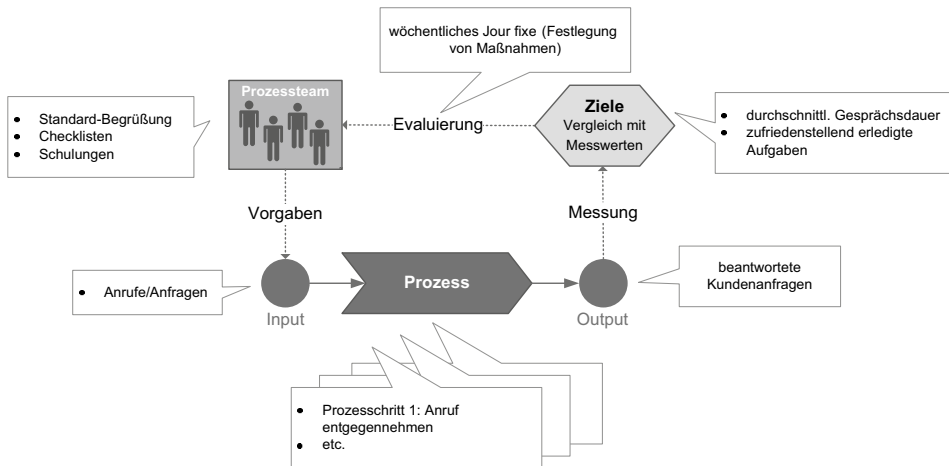 wöchentliches Jour fixe (Festlegung
von Maßnahmen)
Prozessteam
Standard-Begrüßung
Checklisten
Schulungen
Evaluierung
Ziele
Vergleich mit
Messwerten
durchschnittl. Gesprächsdauer
zufriedenstellend erledigte
Aufgaben
Vorgaben
Messung
Anrufe/Anfragen
Input
Prozess
Output
beantwortete
Kundenanfragen
Prozesschritt 1: Anruf
entgegennehmen
etc.